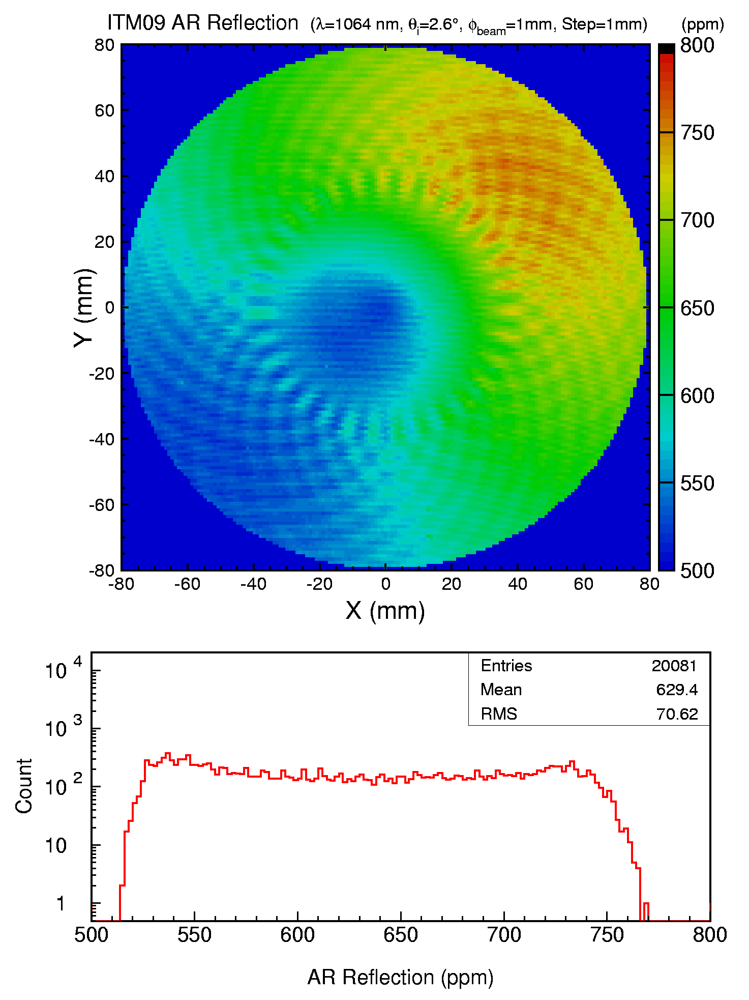 ITM09 AR Reflection (λ=1064 nm, θi=2.6°, ϕbeam=1mm, Step=1mm) (ppm)
80
60
40
20
0
-20
-40
-60
-80
Y (mm)
-80 -60 -40 -20 0 20 40 60 80
X (mm)
800
750
700
650
600
550
500
Entries 20081
Mean 629.4
RMS 70.62
10 4
10 3
10 2
10
1
Count
500 550 600 650 700 750 800
AR Reflection (ppm)